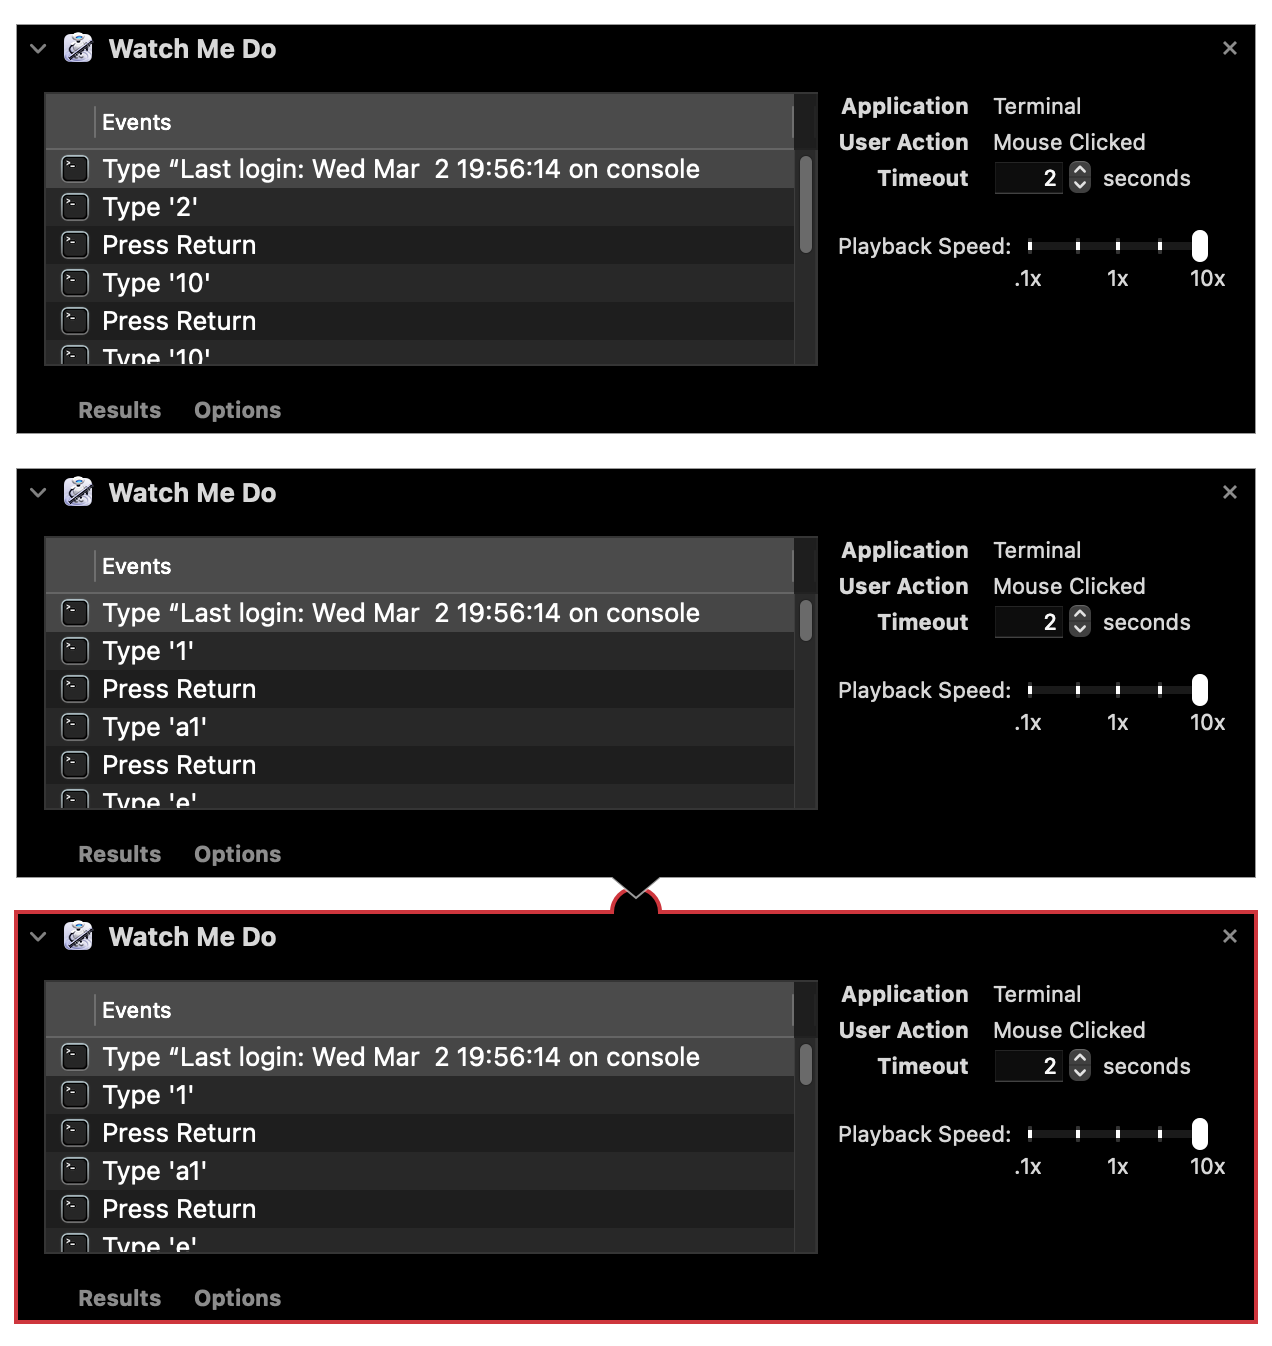 Watch Me Do
Events
Type “Last login: Wed Mar  2 19:56:14 on console
Type '2'
Press Return
Type '10'
Press Return
Type '10'
Application Terminal
User Action Mouse Clicked
Timeout 2 seconds
Playback Speed:
.1x 1x 10x
Results Options
Watch Me Do
Events
Type “Last login: Wed Mar  2 19:56:14 on console
Type '1'
Press Return
Type 'a1'
Press Return
Type 'e'
Application Terminal
User Action Mouse Clicked
Timeout 2 seconds
Playback Speed:
.1x 1x 10x
Results Options
Watch Me Do
Events
Type “Last login: Wed Mar  2 19:56:14 on console
Type '1'
Press Return
Type 'a1'
Press Return
Type 'e'
Application Terminal
User Action Mouse Clicked
Timeout 2 seconds
Playback Speed:
.1x 1x 10x
Results Options